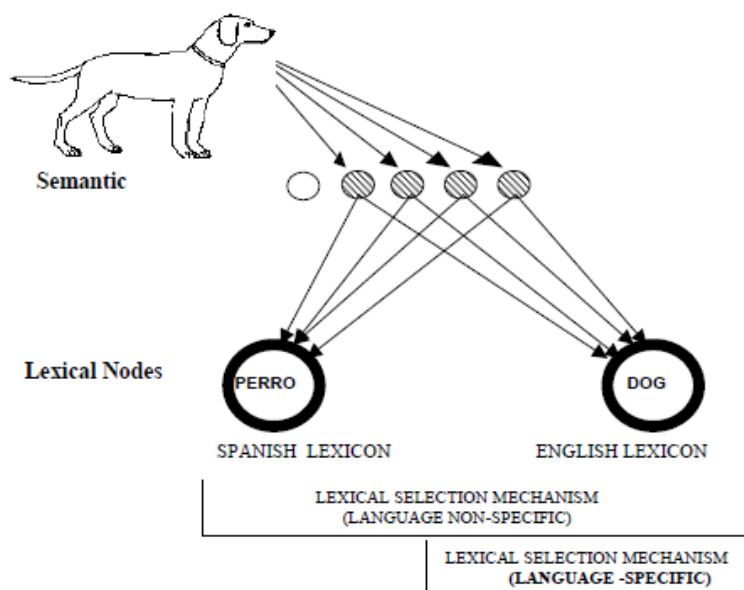 Semantic
Lexical Nodes
PERRO
DOG
SPANISH LEXICON
ENGLISH LEXICON
LEXICAL SELECTION MECHANISM
(LANGUAGE NON-SPECIFIC)
LEXICAL SELECTION MECHANISM
(LANGUAGE -SPECIFIC)